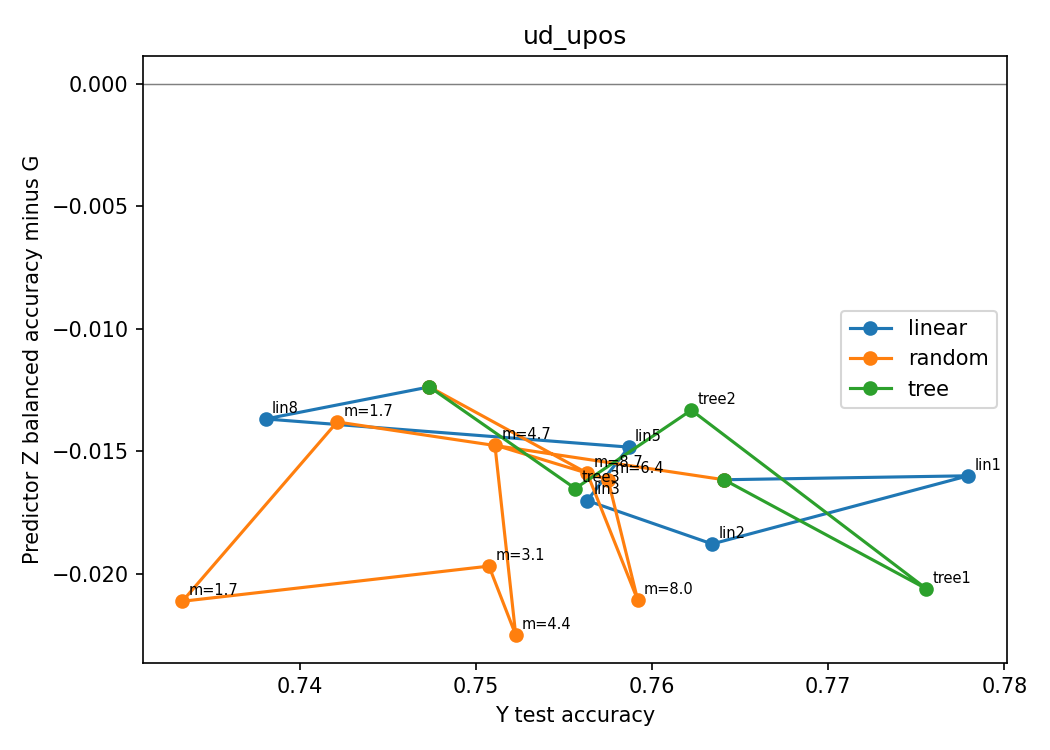 ud_upos
Predictor Z balanced accuracy minus G
0.000
−0.005
−0.010
−0.015
−0.020
linear
random
tree
lin8
m=1.7
m=4.7
lin5
tree2
m=8.7
m=6.4
tree3
lin3
lin1
lin2
m=3.1
m=1.7
m=8.0
tree1
m=4.4
0.74
0.75
0.76
0.77
0.78
Y test accuracy